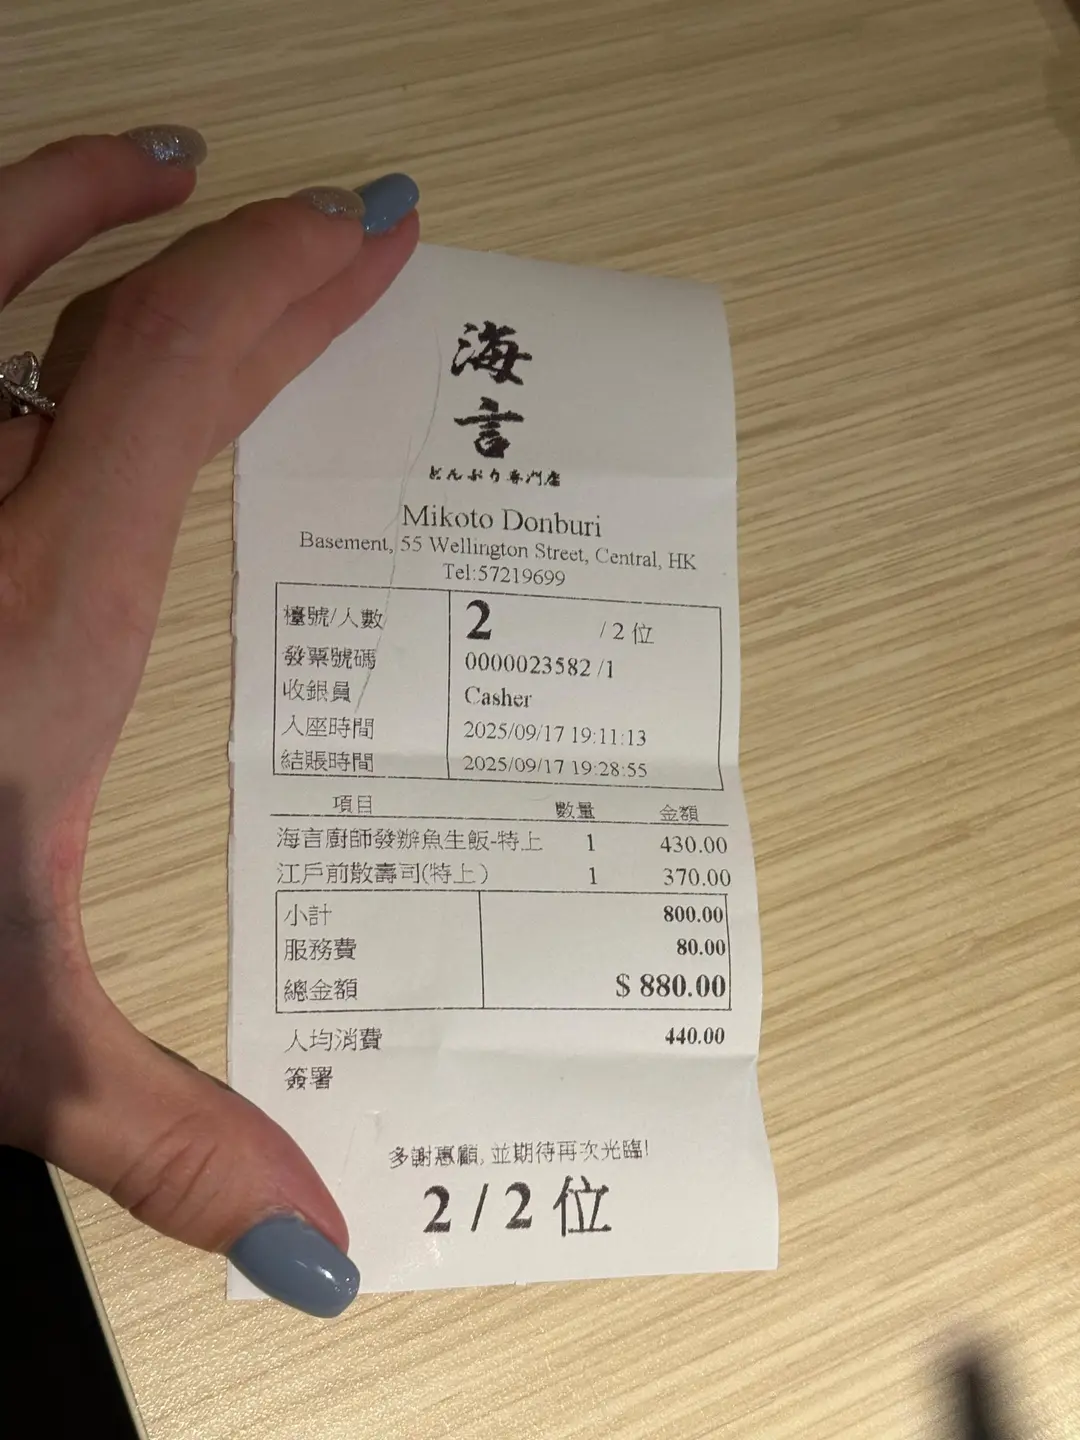 海
言
どんぶり専門店
Mikoto Donburi
Basement, 55 Wellington Street, Central, HK
Tel:57219699
檯號/人數 2 / 2 位
發票號碼 0000023582 /1
收銀員 Casher
入座時間 2025/09/17 19:11:13
結賬時間 2025/09/17 19:28:55
項目 數量 金額
海言廚師發辦魚生飯-特上 1 430.00
江戶前散壽司(特上) 1 370.00
小計 800.00
服務費 80.00
總金額 $ 880.00
人均消費 440.00
簽署
多謝惠顧, 並期待再次光臨!
2 / 2 位